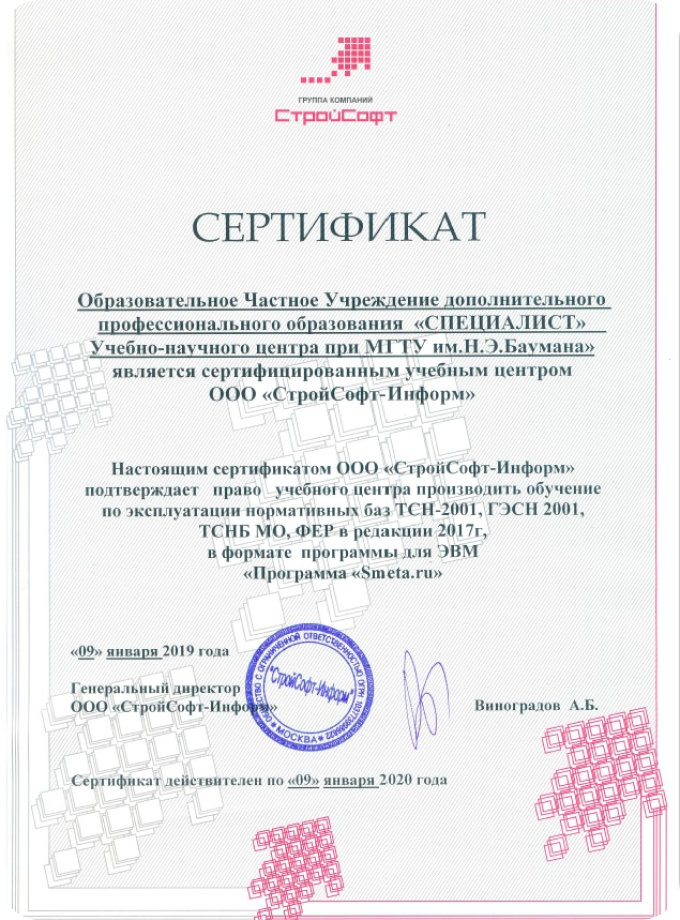 ГРУППА КОМПАНИЙ
СтройСофт
СЕРТИФИКАТ
Образовательное Частное Учреждение дополнительного
профессионального образования «СПЕЦИАЛИСТ»
Учебно-научного центра при МГТУ им.Н.Э.Баумана»
является сертифицированным учебным центром
ООО «СтройСофт-Информ»
Настоящим сертификатом ООО «СтройСофт-Информ»
подтверждает право учебного центра производить обучение
по эксплуатации нормативных баз ТСН-2001, ГЭСН 2001,
ТСНБ МО, ФЕР в редакции 2017г,
в формате программы для ЭВМ
«Программа «Smeta.ru»
«09» января 2019 года
Генеральный директор
ООО «СтройСофт-Информ»
Виноградов А.Б.
ОБЩЕСТВО С ОГРАНИЧЕННОЙ ОТВЕТСТВЕННОСТЬЮ ОГРН
"СтройСофт-Информ"
* МОСКВА *
Сертификат действителен по «09» января 2020 года